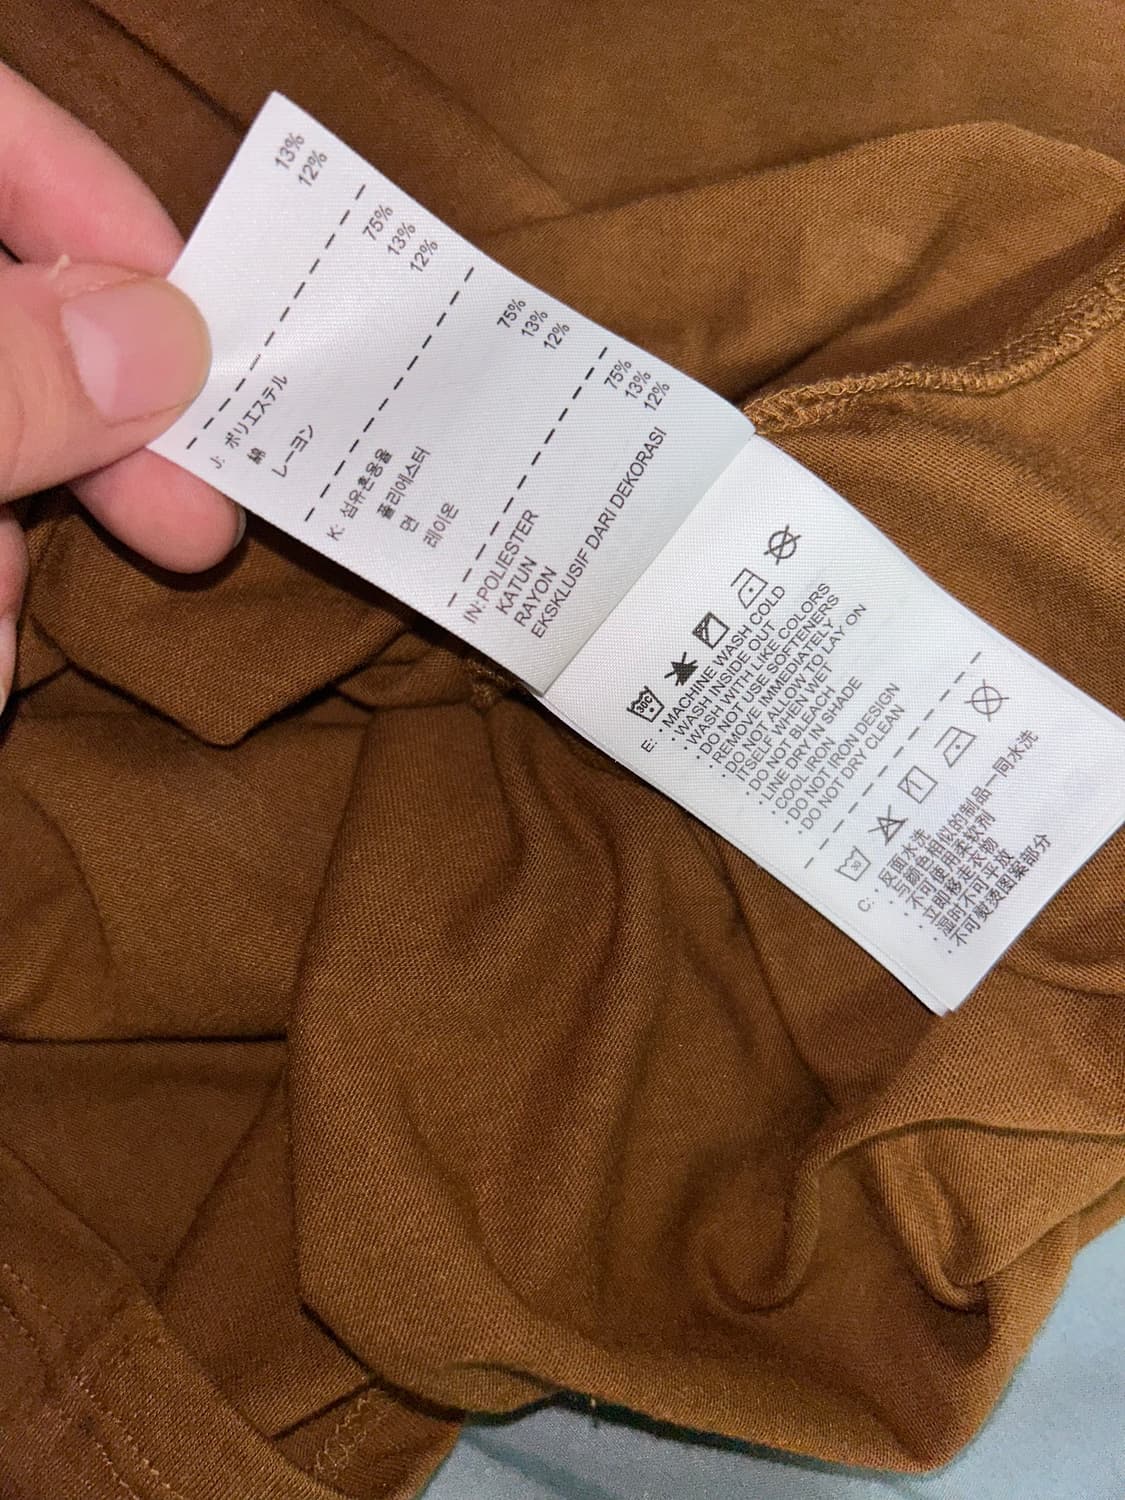 13%
12%
J: ポリエステル 75%
綿 13%
レーヨン 12%
K: 섬유혼용율
폴리에스터 75%
면 13%
레이온 12%
IN: POLIESTER 75%
KATUN 13%
RAYON 12%
EKSKLUSIF DARI DEKORASI
30C
E: · MACHINE WASH COLD
· WASH INSIDE OUT
· WASH WITH LIKE COLORS
· DO NOT USE SOFTENERS
· REMOVE IMMEDIATELY
· DO NOT ALLOW TO LAY ON
ITSELF WHEN WET
· DO NOT BLEACH
· LINE DRY IN SHADE
· COOL IRON
· DO NOT IRON DESIGN
· DO NOT DRY CLEAN
30
C: · 反面水洗
· 与颜色相似的制品一同水洗
· 不可使用柔软剂
· 立即移走衣物
· 湿时不可平放
· 不可熨烫图案部分